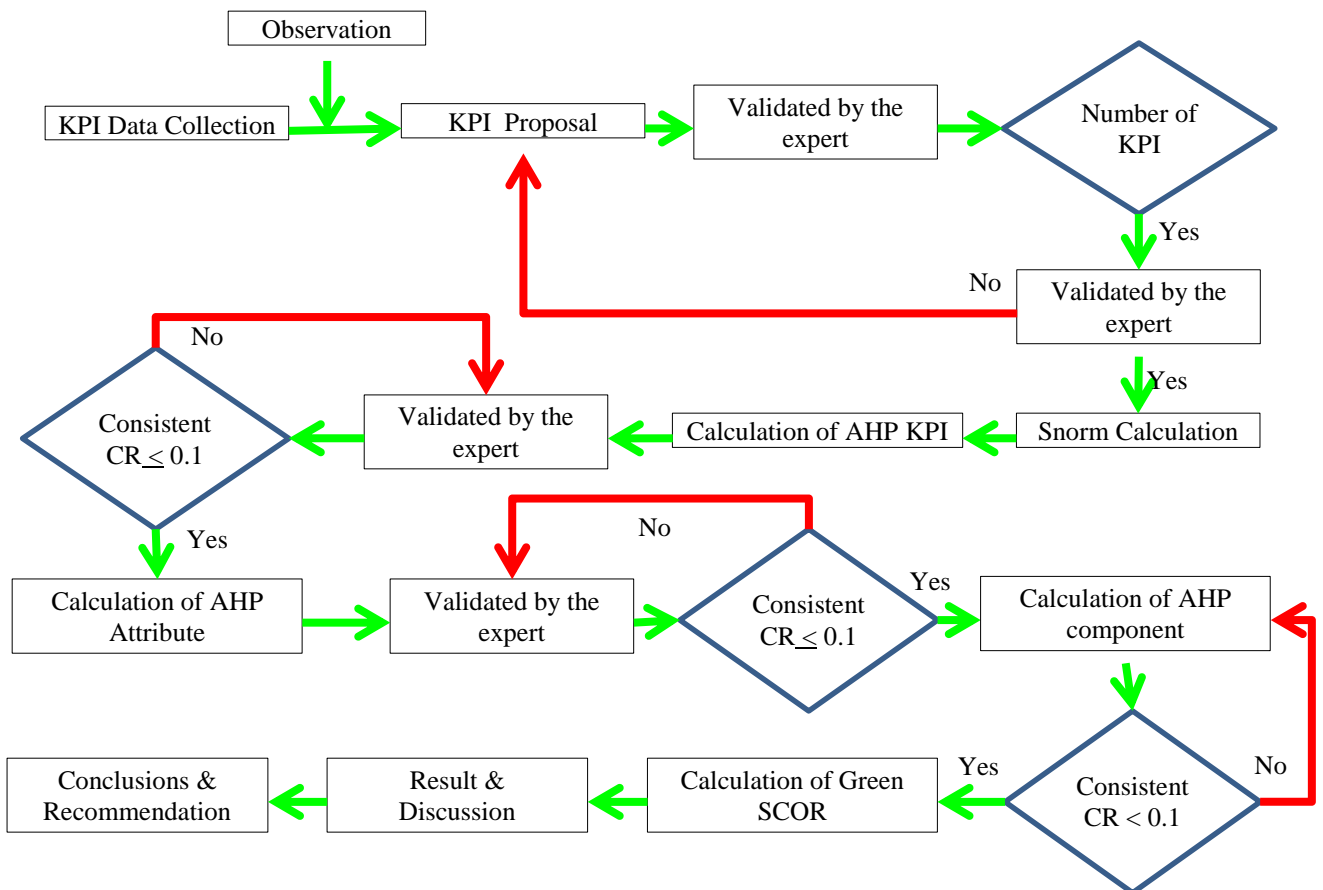 Observation
KPI Data Collection
KPI Proposal
Validated by the
expert
Number of
KPI
Yes
No
Validated by the
expert
Yes
No
Consistent
CR ≤ 0.1
Validated by the
expert
Calculation of AHP KPI
Snorm Calculation
Yes
No
Calculation of AHP
Attribute
Validated by the
expert
Consistent
CR ≤ 0.1
Yes
Calculation of AHP
component
Conclusions &
Recommendation
Result &
Discussion
Calculation of Green
SCOR
Yes
Consistent
CR < 0.1
No